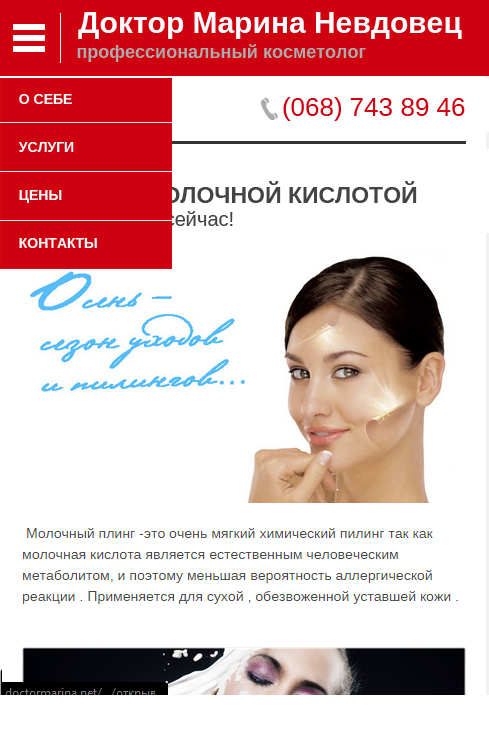 Доктор Марина Невдовец
профессиональный косметолог
О СЕБЕ
(068) 743 89 46
УСЛУГИ
ЦЕНЫ
ОЛОЧНОЙ КИСЛОТОЙ
сейчас!
КОНТАКТЫ
сезон уходов
и пилингов...
Молочный плинг -это очень мягкий химический пилинг так как
молочная кислота является естественным человеческим
метаболитом, и поэтому меньшая вероятность аллергической
реакции . Применяется для сухой , обезвоженной уставшей кожи .
doctormarina.net/.../открыв